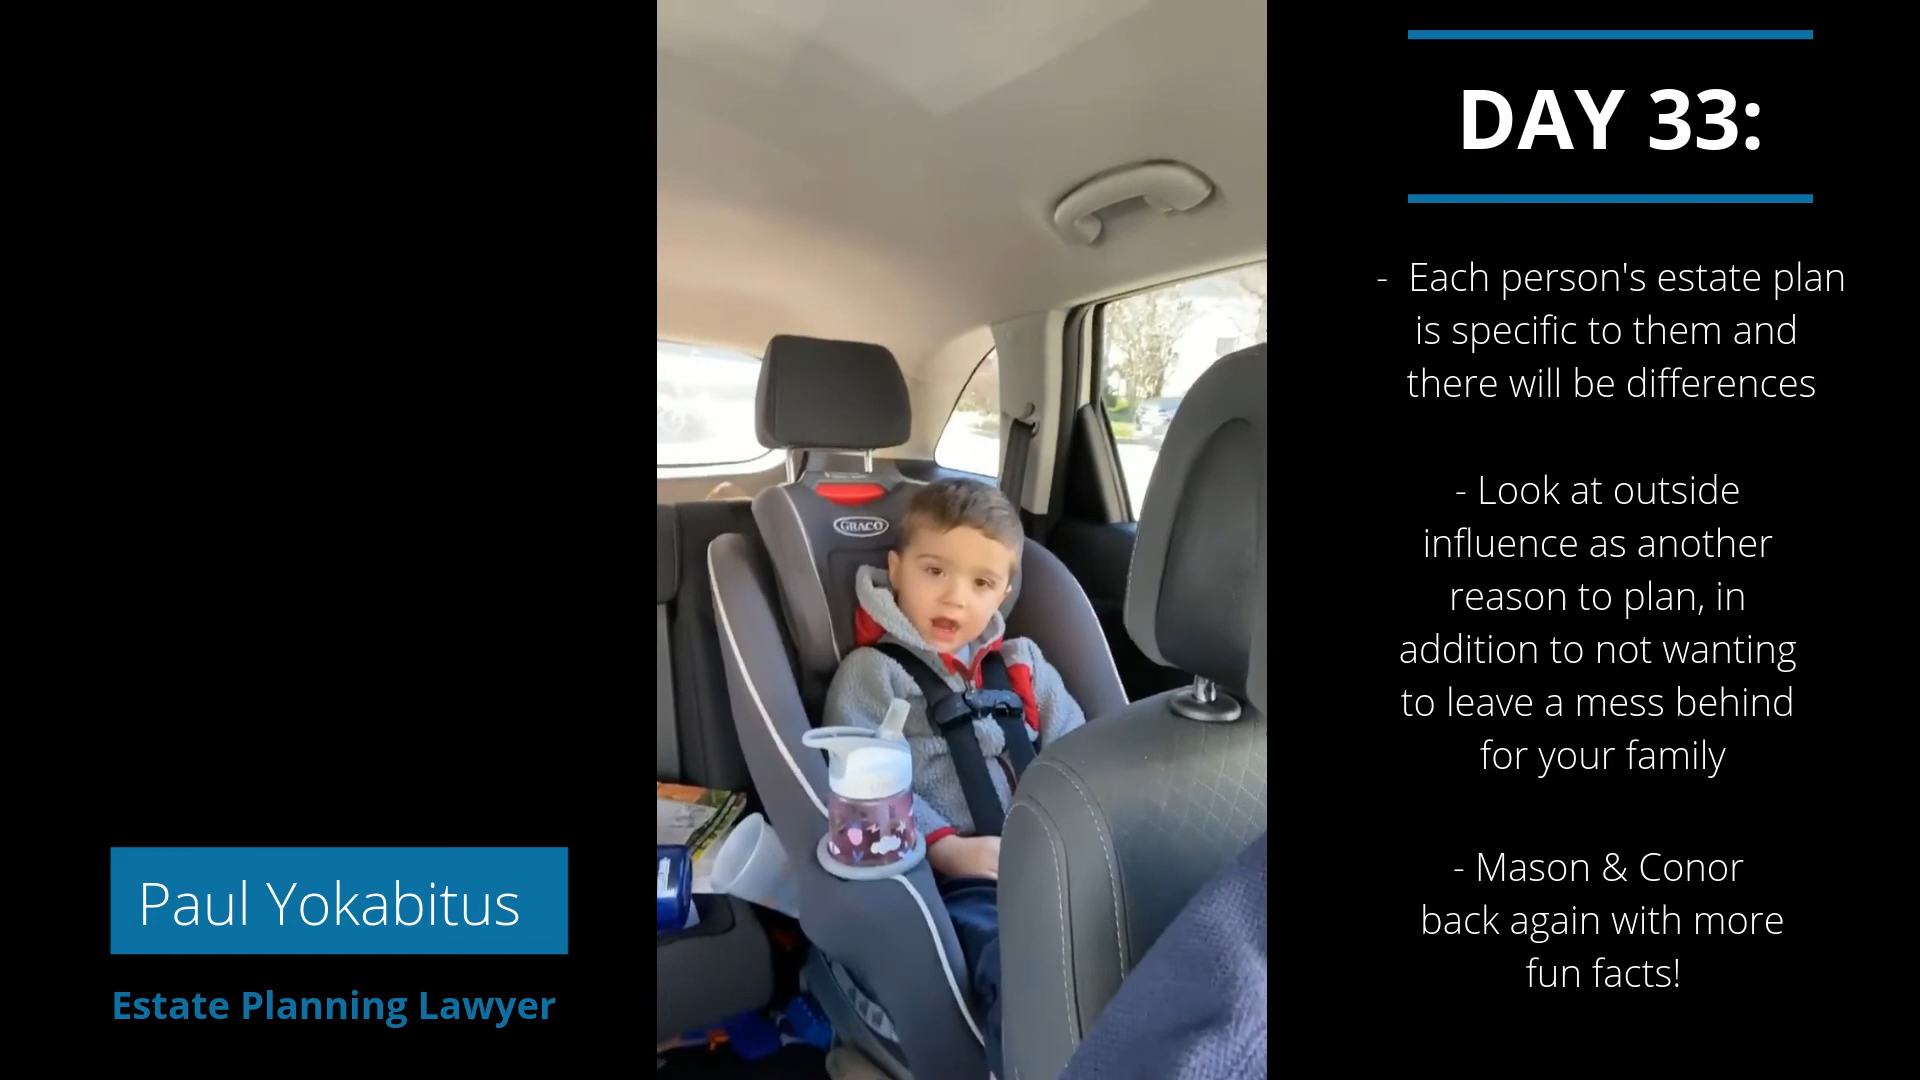 DAY 33:
-  Each person's estate plan
is specific to them and
there will be differences
- Look at outside
influence as another
reason to plan, in
addition to not wanting
to leave a mess behind
for your family
- Mason & Conor
back again with more
fun facts!
GRACO
Paul Yokabitus
Estate Planning Lawyer